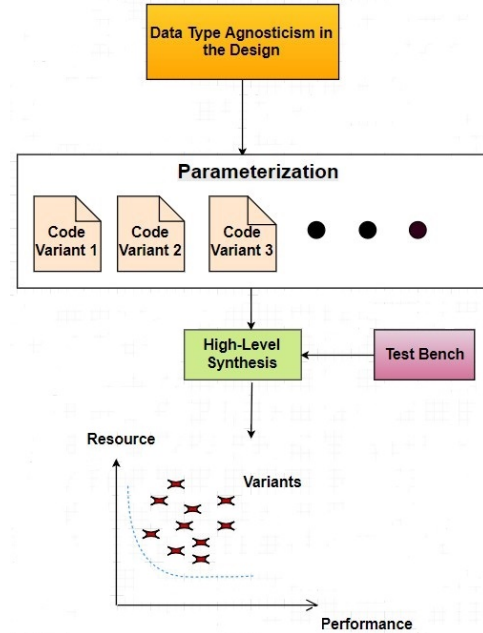 Data Type Agnosticism in
the Design
Parameterization
Code
Variant 1
Code
Variant 2
Code
Variant 3
High-Level
Synthesis
Test Bench
Resource
Variants
Performance